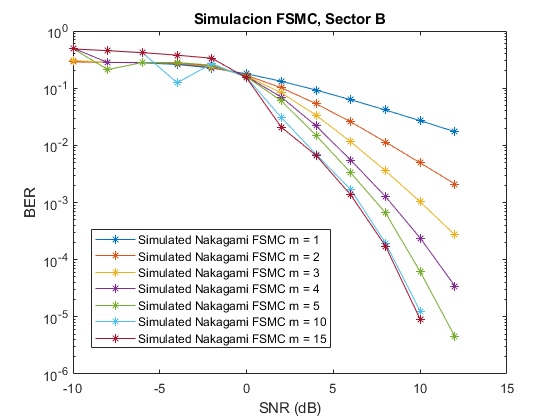 Simulacion FSMC, Sector B
10^0
10^-1
10^-2
10^-3
10^-4
10^-5
10^-6
BER
Simulated Nakagami FSMC m = 1
Simulated Nakagami FSMC m = 2
Simulated Nakagami FSMC m = 3
Simulated Nakagami FSMC m = 4
Simulated Nakagami FSMC m = 5
Simulated Nakagami FSMC m = 10
Simulated Nakagami FSMC m = 15
-10 -5 0 5 10 15
SNR (dB)